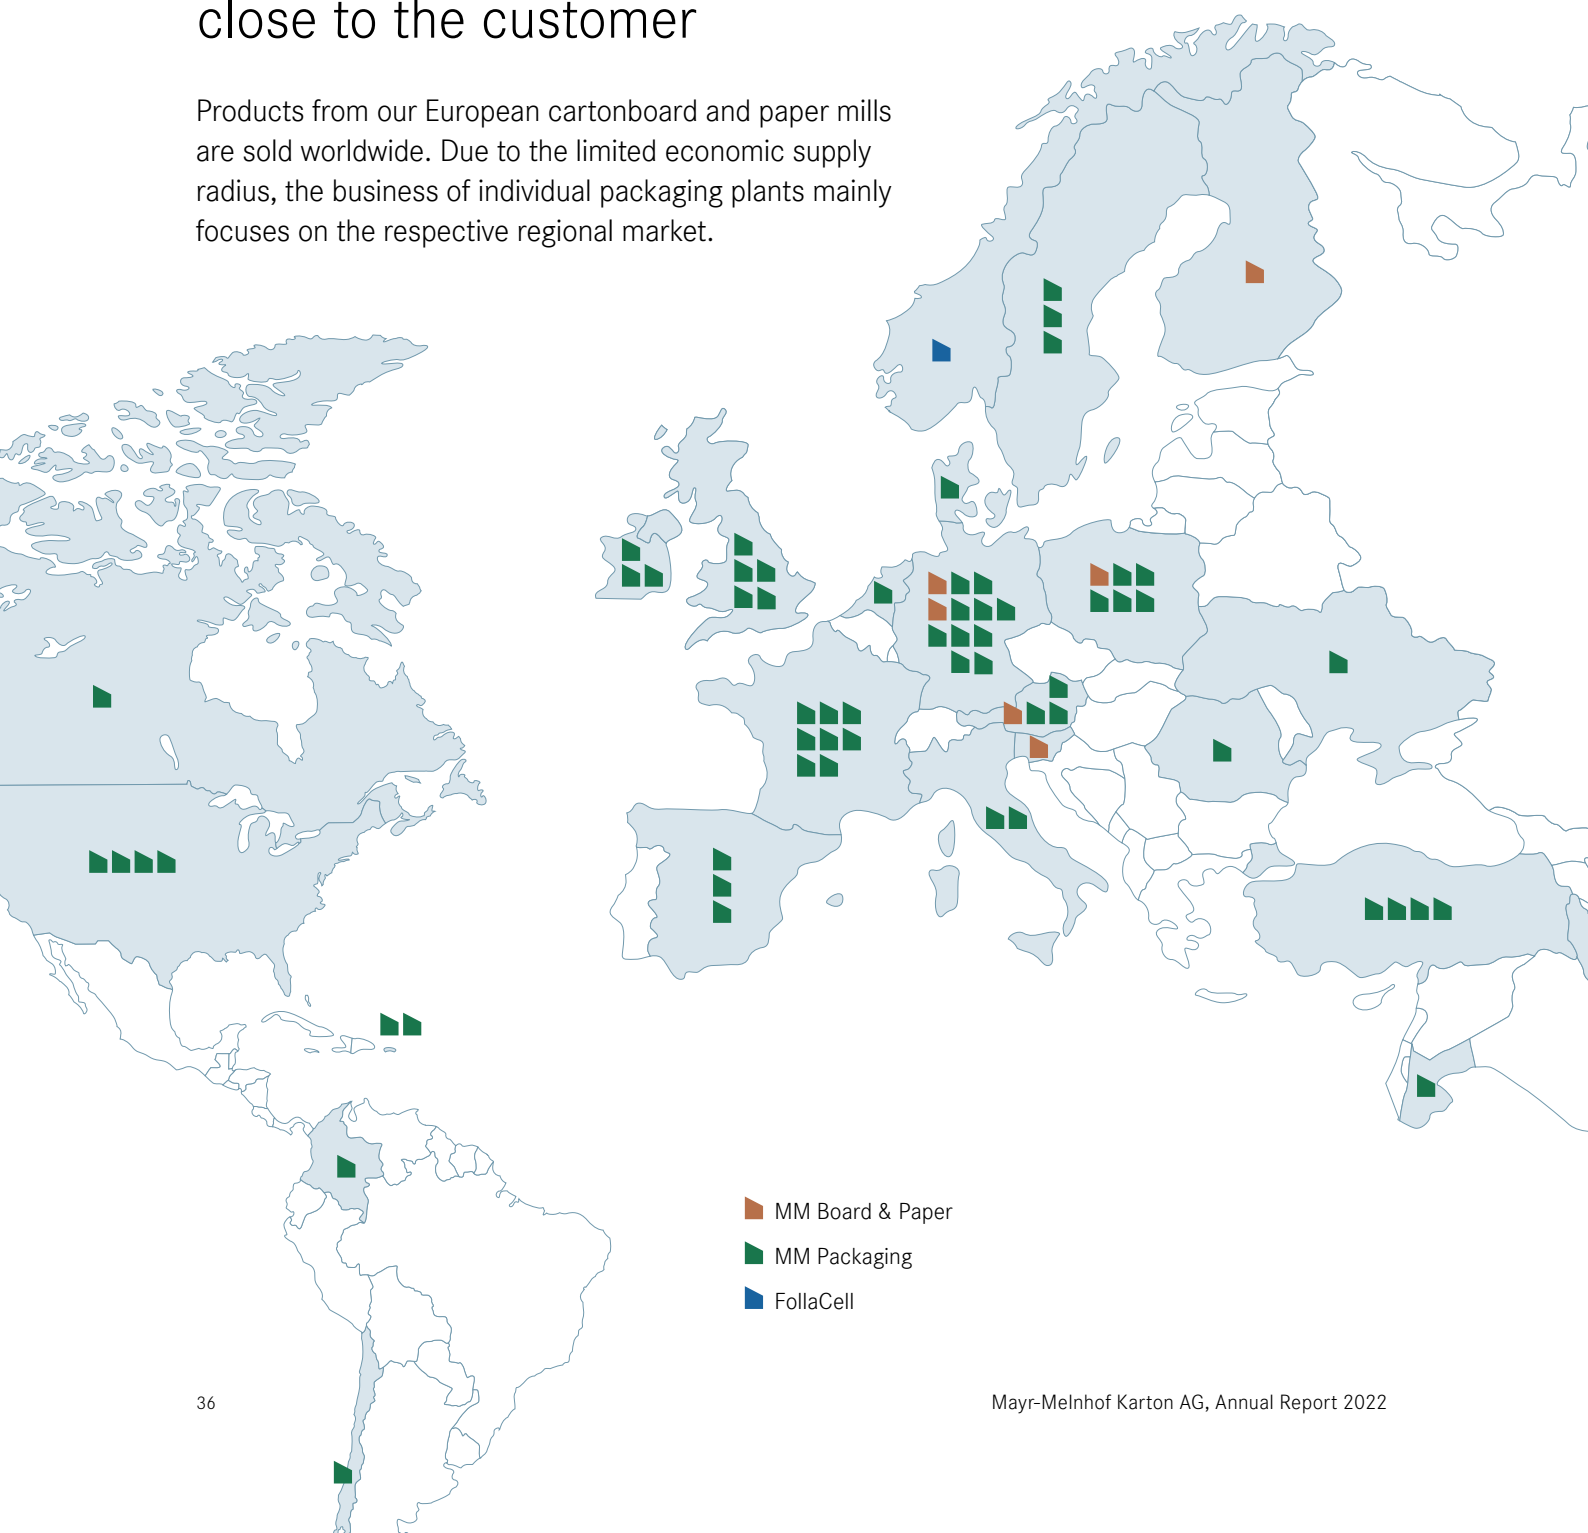 close to the customer
Products from our European cartonboard and paper mills
are sold worldwide. Due to the limited economic supply
radius, the business of individual packaging plants mainly
focuses on the respective regional market.
MM Board & Paper
MM Packaging
FollaCell
36
Mayr-Melnhof Karton AG, Annual Report 2022